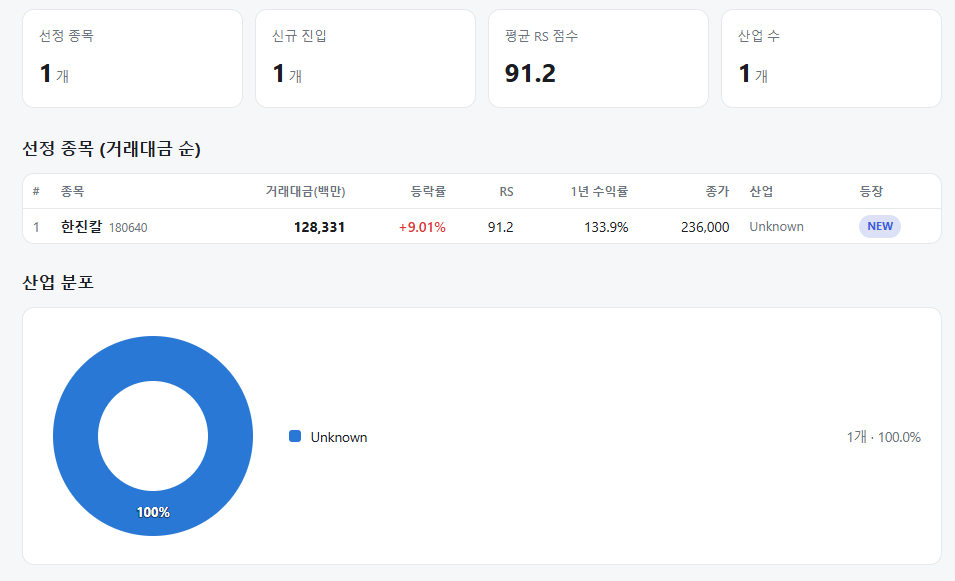 선정 종목 신규 진입 평균 RS 점수 산업 수
1 개 1 개 91.2 1 개
선정 종목 (거래대금 순)
# 종목 거래대금(백만) 등락률 RS 1년 수익률 종가 산업 등장
1 한진칼 180640 128,331 +9.01% 91.2 133.9% 236,000 Unknown NEW
산업 분포
Unknown 1개 · 100.0%
100%